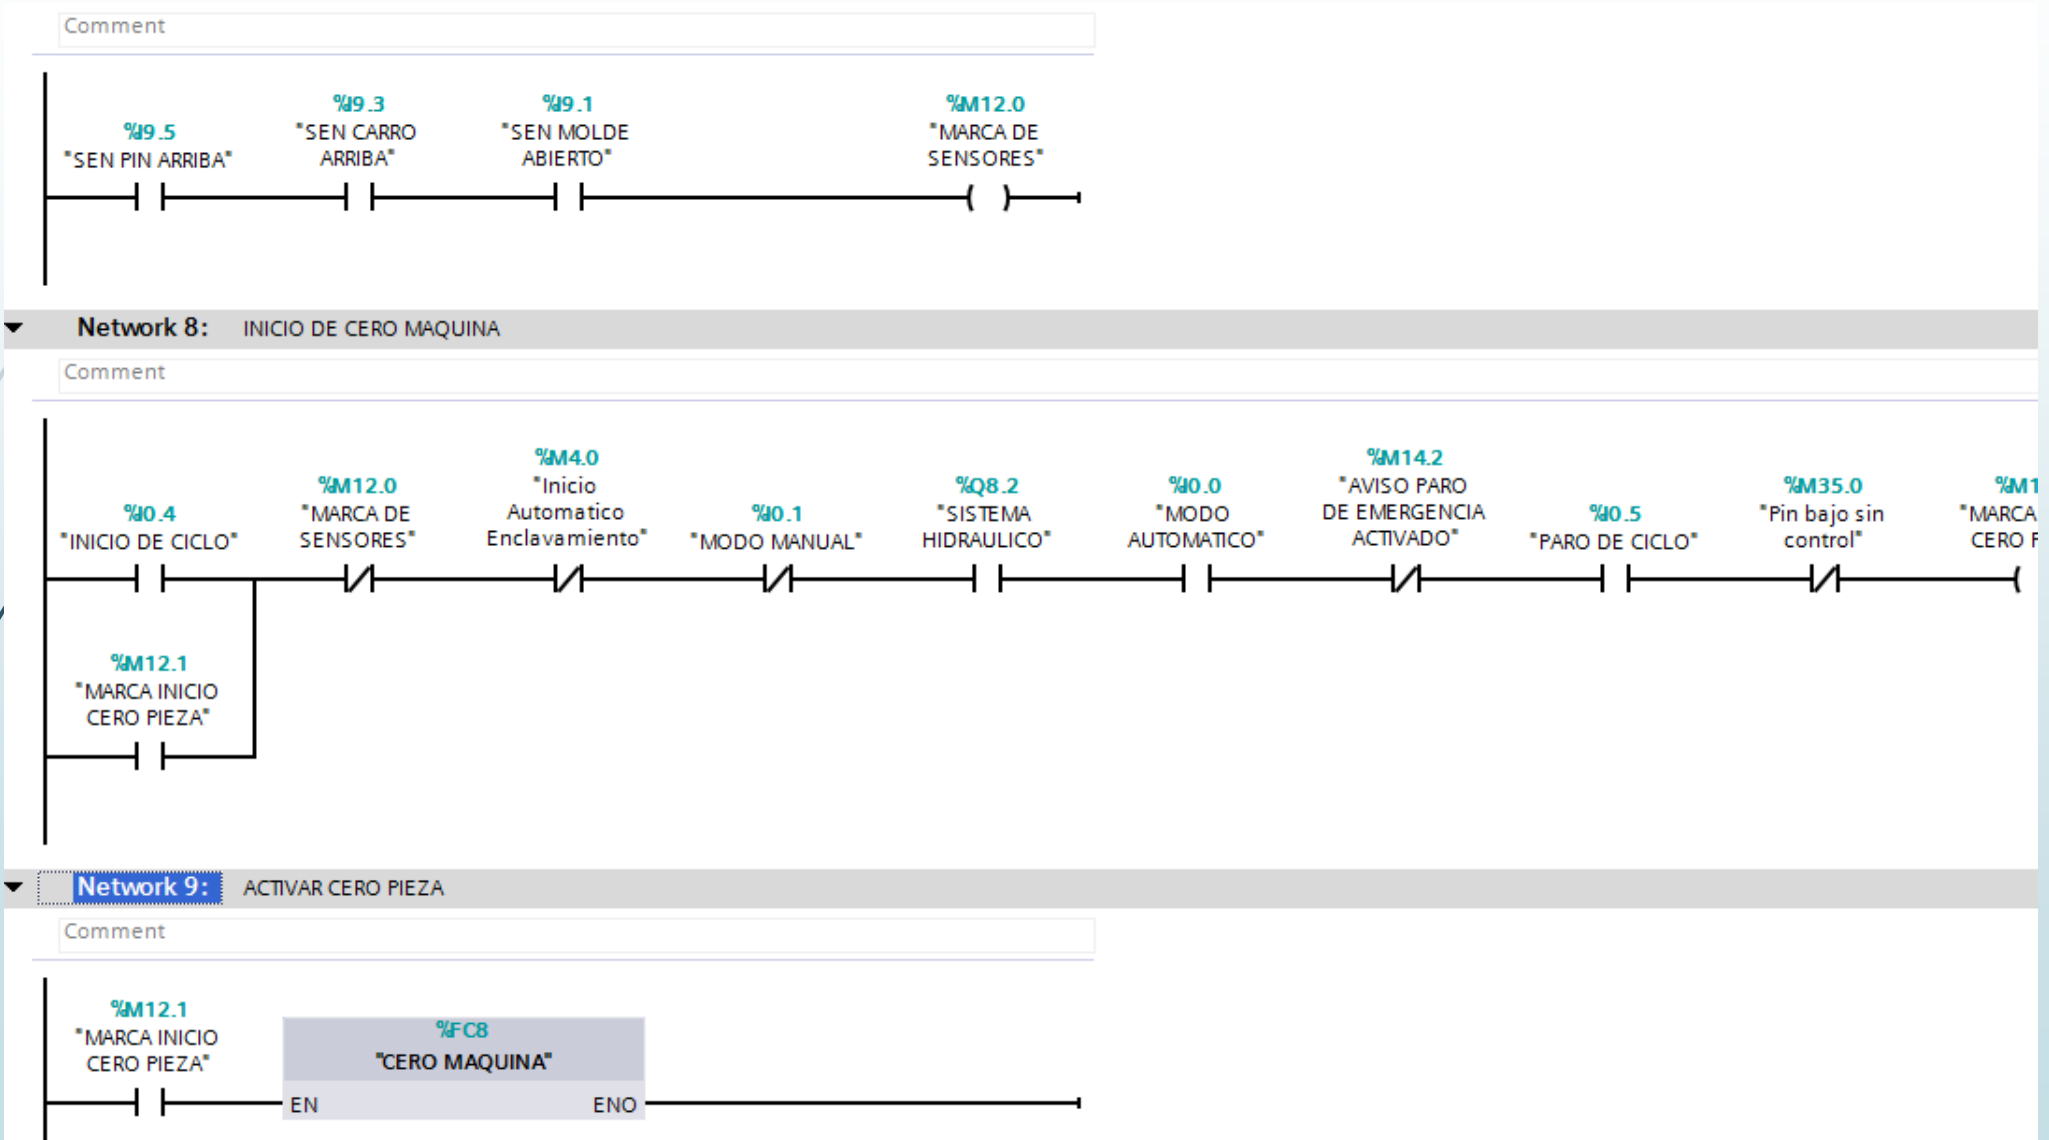 Comment
%I9.5
"SEN PIN ARRIBA"
%I9.3
"SEN CARRO
ARRIBA"
%I9.1
"SEN MOLDE
ABIERTO"
%M12.0
"MARCA DE
SENSORES"
Network 8: INICIO DE CERO MAQUINA
Comment
%I0.4
"INICIO DE CICLO"
%M12.0
"MARCA DE
SENSORES"
%M4.0
"Inicio
Automatico
Enclavamiento"
%I0.1
"MODO MANUAL"
%Q8.2
"SISTEMA
HIDRAULICO"
%I0.0
"MODO
AUTOMATICO"
%M14.2
"AVISO PARO
DE EMERGENCIA
ACTIVADO"
%I0.5
"PARO DE CICLO"
%M35.0
"Pin bajo sin
control"
%M1
"MARCA
CERO
%M12.1
"MARCA INICIO
CERO PIEZA"
Network 9: ACTIVAR CERO PIEZA
Comment
%M12.1
"MARCA INICIO
CERO PIEZA"
%FC8
"CERO MAQUINA"
EN ENO